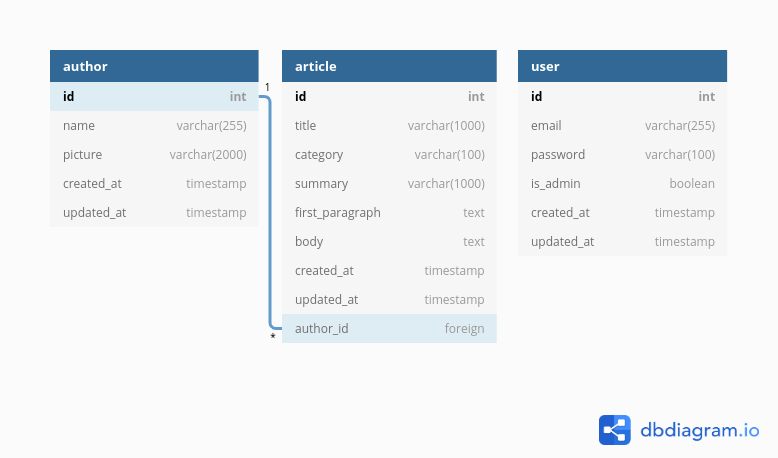 author
id int
name varchar(255)
picture varchar(2000)
created_at timestamp
updated_at timestamp
1
*
article
id int
title varchar(1000)
category varchar(100)
summary varchar(1000)
first_paragraph text
body text
created_at timestamp
updated_at timestamp
author_id foreign
user
id int
email varchar(255)
password varchar(100)
is_admin boolean
created_at timestamp
updated_at timestamp
dbdiagram.io